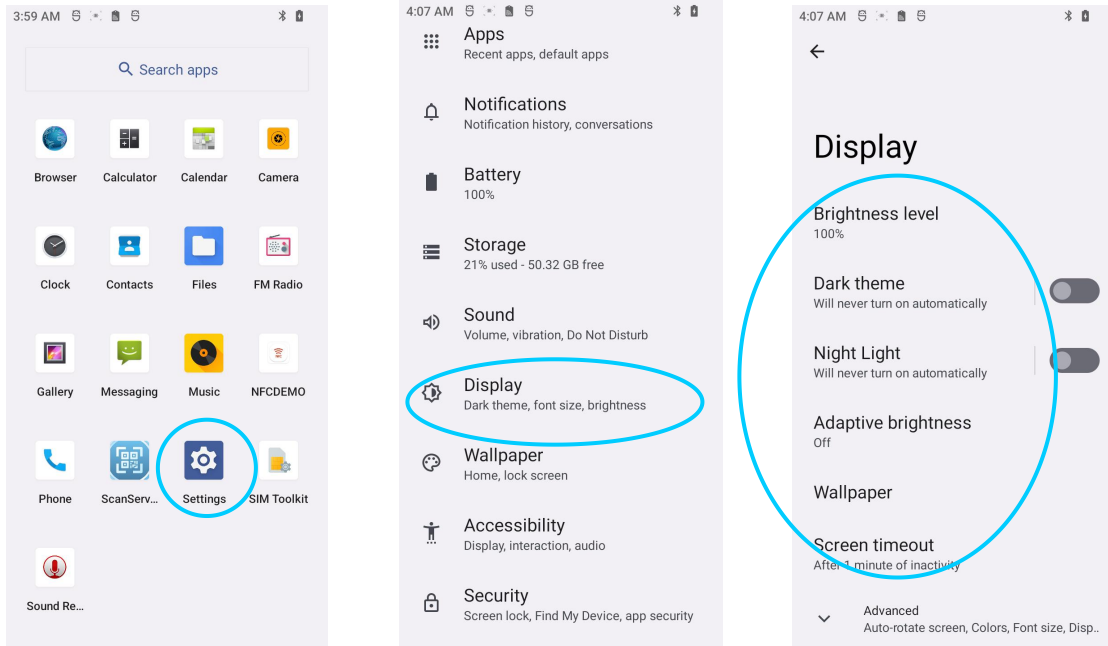 3:59 AM
Search apps
Browser
Calculator
Calendar
Camera
Clock
Contacts
Files
FM Radio
Gallery
Messaging
Music
NFCDEMO
Phone
ScanServ...
Settings
SIM Toolkit
Sound Re...
4:07 AM
Apps
Recent apps, default apps
Notifications
Notification history, conversations
Battery
100%
Storage
21% used - 50.32 GB free
Sound
Volume, vibration, Do Not Disturb
Display
Dark theme, font size, brightness
Wallpaper
Home, lock screen
Accessibility
Display, interaction, audio
Security
Screen lock, Find My Device, app security
4:07 AM
Display
Brightness level
100%
Dark theme
Will never turn on automatically
Night Light
Will never turn on automatically
Adaptive brightness
Off
Wallpaper
Screen timeout
After 1 minute of inactivity
Advanced
Auto-rotate screen, Colors, Font size, Disp..